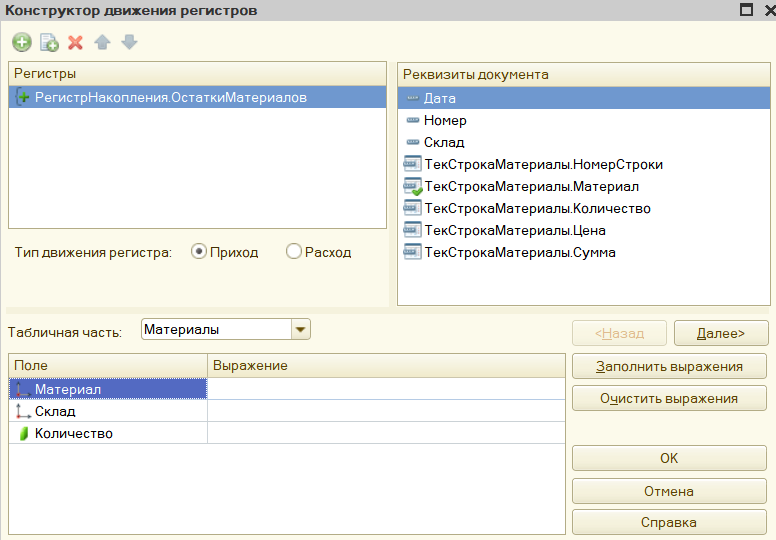 Конструктор движения регистров
Регистры
РегистрНакопления.ОстаткиМатериалов
Реквизиты документа
Дата
Номер
Склад
ТекСтрокаМатериалы.НомерСтроки
ТекСтрокаМатериалы.Материал
ТекСтрокаМатериалы.Количество
ТекСтрокаМатериалы.Цена
ТекСтрокаМатериалы.Сумма
Тип движения регистра: Приход Расход
Табличная часть: Материалы
<Назад Далее>
Поле Выражение
Материал
Склад
Количество
Заполнить выражения
Очистить выражения
OK
Отмена
Справка